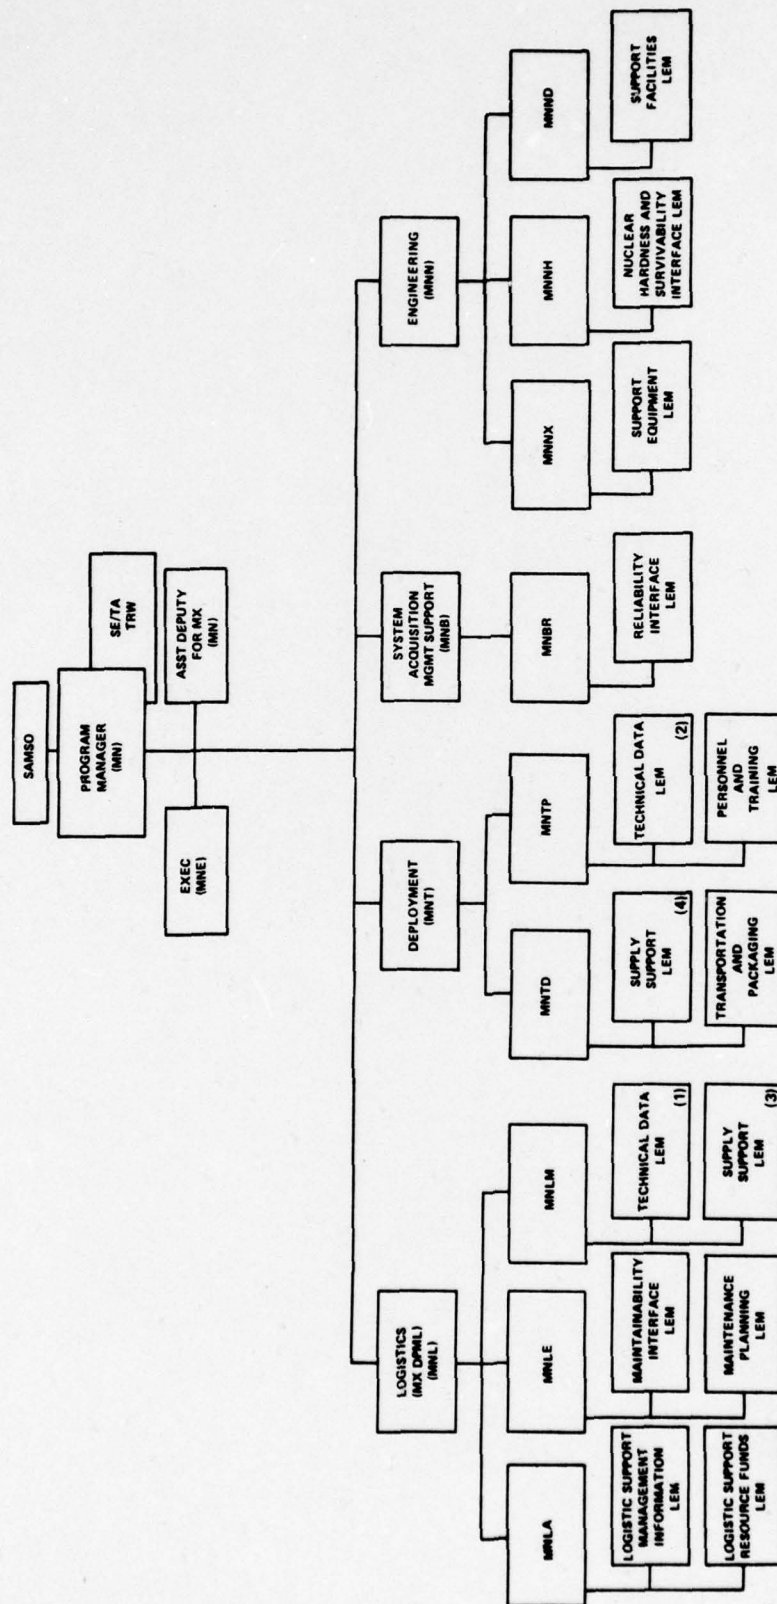 SAMSO
PROGRAM
MANAGER
(MN)
SE/TA
TRW
EXEC
(MNE)
ASST DEPUTY
FOR MX
(MN)
LOGISTICS
(MX DPML)
(MNL)
DEPLOYMENT
(MNT)
SYSTEM
ACQUISITION
MGMT SUPPORT
(MNB)
ENGINEERING
(MNN)
MNLA
MNLE
MNLM
MNTD
MNTP
MNBR
MNNX
MNNH
MNND
LOGISTIC SUPPORT
MANAGEMENT
INFORMATION
LEM
MAINTAINABILITY
INTERFACE
LEM
TECHNICAL DATA
LEM
(1)
SUPPLY
SUPPORT
LEM
(4)
TECHNICAL DATA
LEM
(2)
RELIABILITY
INTERFACE
LEM
SUPPORT
EQUIPMENT
LEM
NUCLEAR
HARDNESS AND
SURVIVABILITY
INTERFACE LEM
SUPPORT
FACILITIES
LEM
LOGISTIC SUPPORT
RESOURCE FUNDS
LEM
MAINTENANCE
PLANNING
LEM
SUPPLY
SUPPORT
LEM
(3)
TRANSPORTATION
AND
PACKAGING
LEM
PERSONNEL
AND
TRAINING
LEM